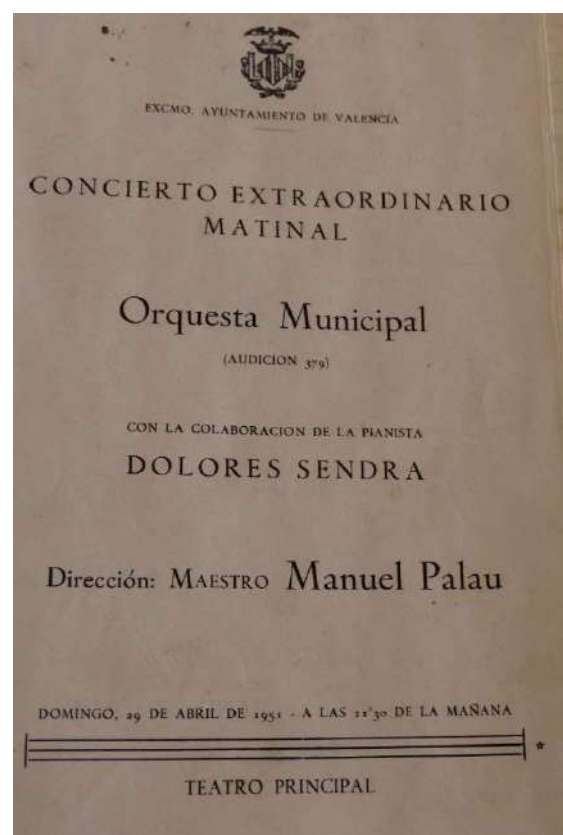 EXCMO. AYUNTAMIENTO DE VALENCIA
CONCIERTO EXTRAORDINARIO
MATINAL
Orquesta Municipal
(AUDICION 379)
CON LA COLABORACION DE LA PIANISTA
DOLORES SENDRA
Dirección: MAESTRO Manuel Palau
DOMINGO, 29 DE ABRIL DE 1951 - A LAS 11'30 DE LA MAÑANA
TEATRO PRINCIPAL